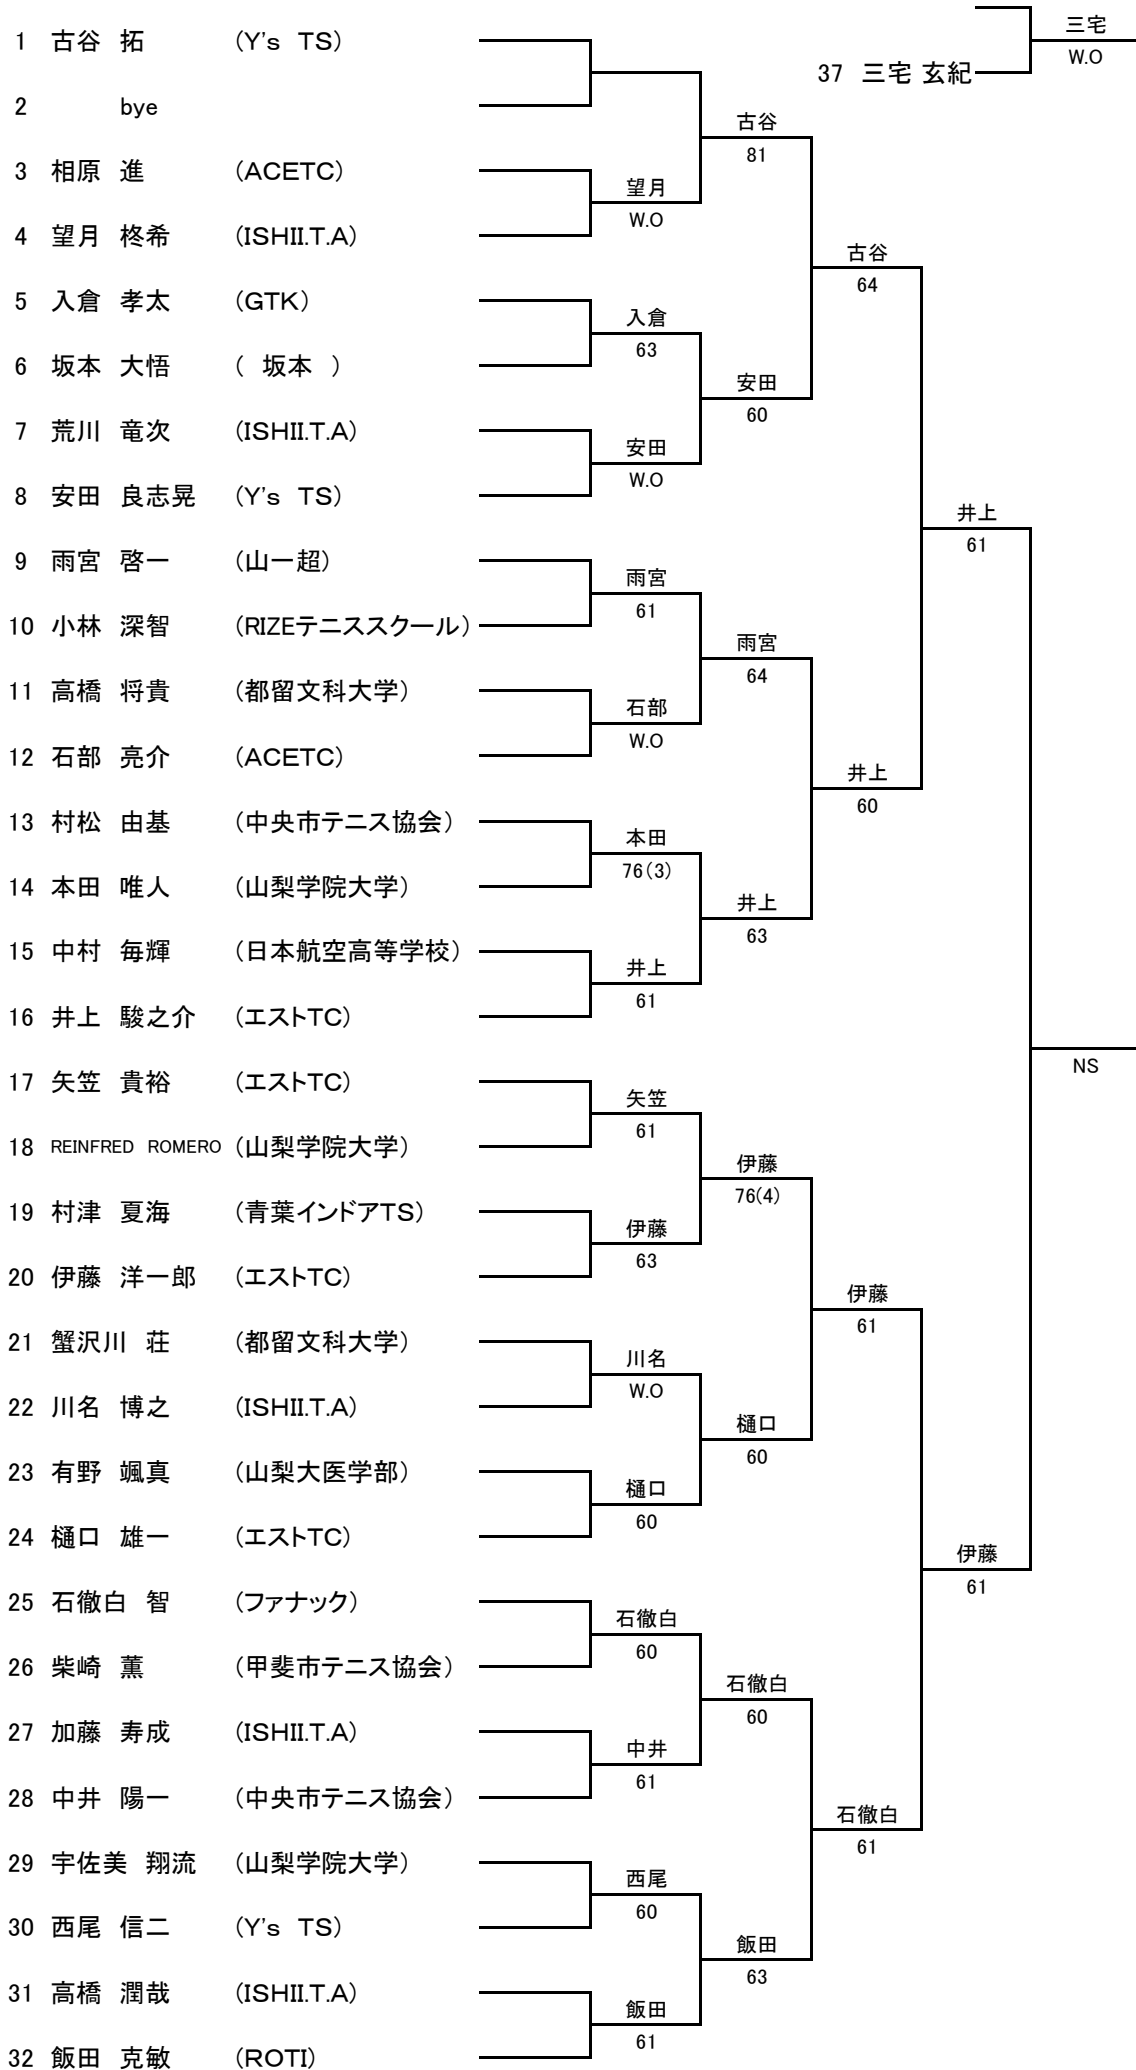 三宅
W.O
37 三宅 玄紀
1 古谷 拓 (Y's TS)
2 bye
古谷
81
3 相原 進 (ACETC)
望月
W.O
4 望月 柊希 (ISHII.T.A)
古谷
64
5 入倉 孝太 (GTK)
入倉
63
6 坂本 大悟 ( 坂本 )
安田
60
7 荒川 竜次 (ISHII.T.A)
安田
W.O
8 安田 良志晃 (Y's TS)
井上
61
9 雨宮 啓一 (山一超)
雨宮
61
10 小林 深智 (RIZEテニススクール)
雨宮
64
11 高橋 将貴 (都留文科大学)
石部
W.O
12 石部 亮介 (ACETC)
井上
60
13 村松 由基 (中央市テニス協会)
本田
76(3)
14 本田 唯人 (山梨学院大学)
井上
63
15 中村 毎輝 (日本航空高等学校)
井上
61
16 井上 駿之介 (エストTC)
NS
17 矢笠 貴裕 (エストTC)
矢笠
61
18 REINFRED ROMERO (山梨学院大学)
伊藤
76(4)
19 村津 夏海 (青葉インドアTS)
伊藤
63
20 伊藤 洋一郎 (エストTC)
伊藤
61
21 蟹沢川 荘 (都留文科大学)
川名
W.O
22 川名 博之 (ISHII.T.A)
樋口
60
23 有野 颯真 (山梨大医学部)
樋口
60
24 樋口 雄一 (エストTC)
伊藤
61
25 石徹白 智 (ファナック)
石徹白
60
26 柴崎 薫 (甲斐市テニス協会)
石徹白
60
27 加藤 寿成 (ISHII.T.A)
中井
61
28 中井 陽一 (中央市テニス協会)
石徹白
61
29 宇佐美 翔流 (山梨学院大学)
西尾
60
30 西尾 信二 (Y's TS)
飯田
63
31 高橋 潤哉 (ISHII.T.A)
飯田
61
32 飯田 克敏 (ROTI)